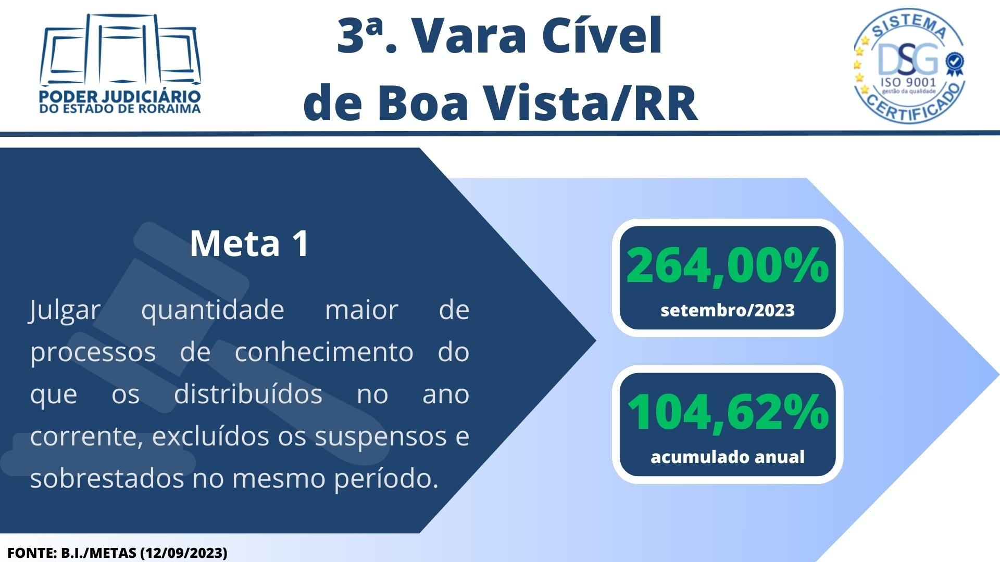 PODER JUDICIÁRIO
DO ESTADO DE RORAIMA
3ª. Vara Cível
de Boa Vista/RR
SISTEMA
DSG
ISO 9001
gestão da qualidade
CERTIFICADO
Meta 1
Julgar quantidade maior de
processos de conhecimento do
que os distribuídos no ano
corrente, excluídos os suspensos e
sobrestados no mesmo período.
264,00%
setembro/2023
104,62%
acumulado anual
FONTE: B.I./METAS (12/09/2023)